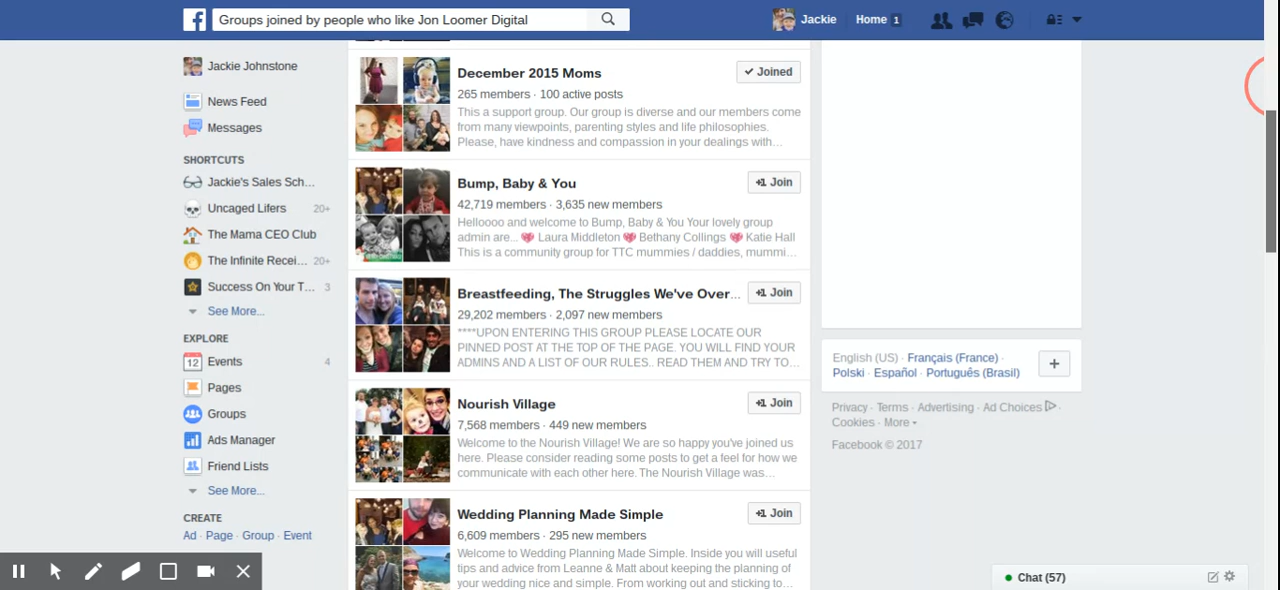 Groups joined by people who like Jon Loomer Digital
Jackie Home 1
Jackie Johnstone
News Feed
Messages
SHORTCUTS
Jackie's Sales Sch...
Uncaged Lifers 20+
The Mama CEO Club
The Infinite Recei... 20+
Success On Your T... 3
See More...
EXPLORE
12 Events 4
Pages
Groups
Ads Manager
Friend Lists
See More...
CREATE
Ad · Page · Group · Event
December 2015 Moms
Joined
265 members · 100 active posts
This a support group. Our group is diverse and our members come
from many viewpoints, parenting styles and life philosophies.
Please, have kindness and compassion in your dealings with...
Bump, Baby & You
+1 Join
42,719 members · 3,635 new members
Helloooo and welcome to Bump, Baby & You Your lovely group
admin are... 💗 Laura Middleton 💗 Bethany Collings 💗 Katie Hall
This is a community group for TTC mummies / daddies, mummi...
Breastfeeding, The Struggles We've Over...
+1 Join
29,202 members · 2,097 new members
****UPON ENTERING THIS GROUP PLEASE LOCATE OUR
PINNED POST AT THE TOP OF THE PAGE. YOU WILL FIND YOUR
ADMINS AND A LIST OF OUR RULES.. READ THEM AND TRY TO...
Nourish Village
+1 Join
7,568 members · 449 new members
Welcome to the Nourish Village! We are so happy you've joined us
here. Please consider reading some posts to get a feel for how we
communicate with each other here. The Nourish Village was...
Wedding Planning Made Simple
+1 Join
6,609 members · 295 new members
Welcome to Wedding Planning Made Simple. Inside you will useful
tips and advice from Leanne & Matt about keeping the planning of
your wedding nice and simple. From working out and sticking to...
English (US) · Français (France) ·
Polski · Español · Português (Brasil)
Privacy · Terms · Advertising · Ad Choices ·
Cookies · More
Facebook © 2017
Chat (57)